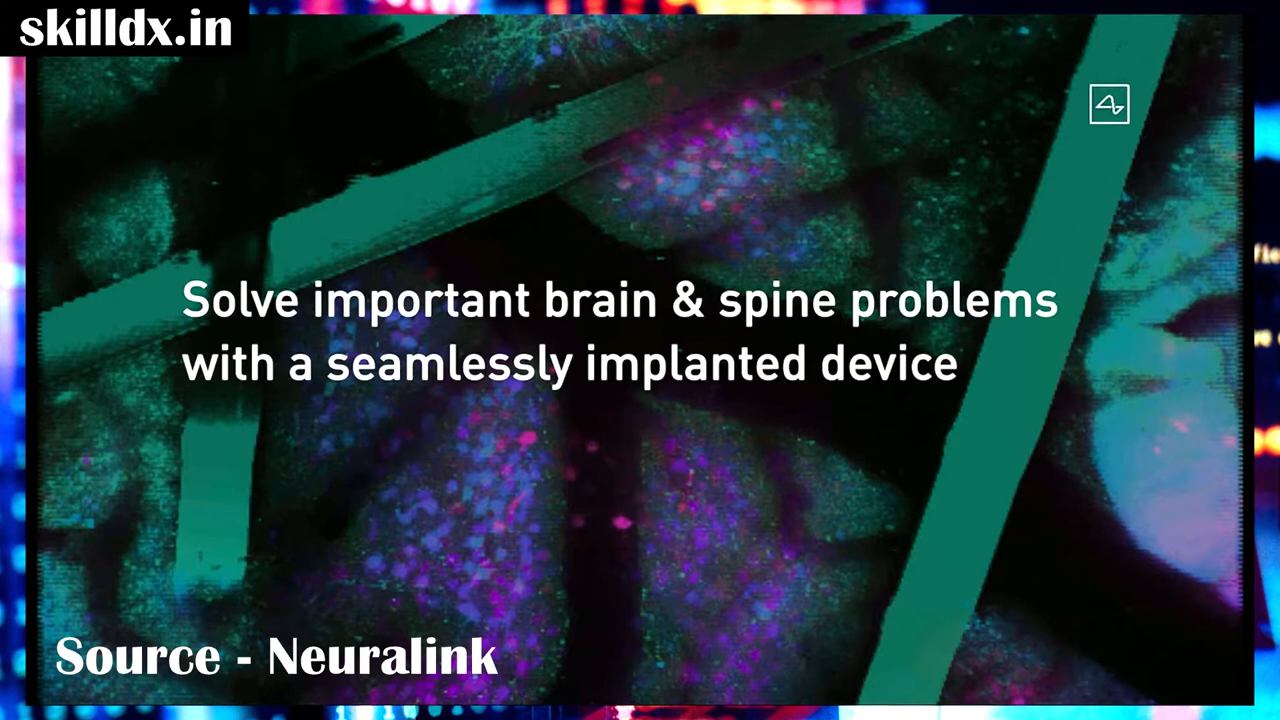 skilldx.in
Solve important brain & spine problems
with a seamlessly implanted device
Source - Neuralink